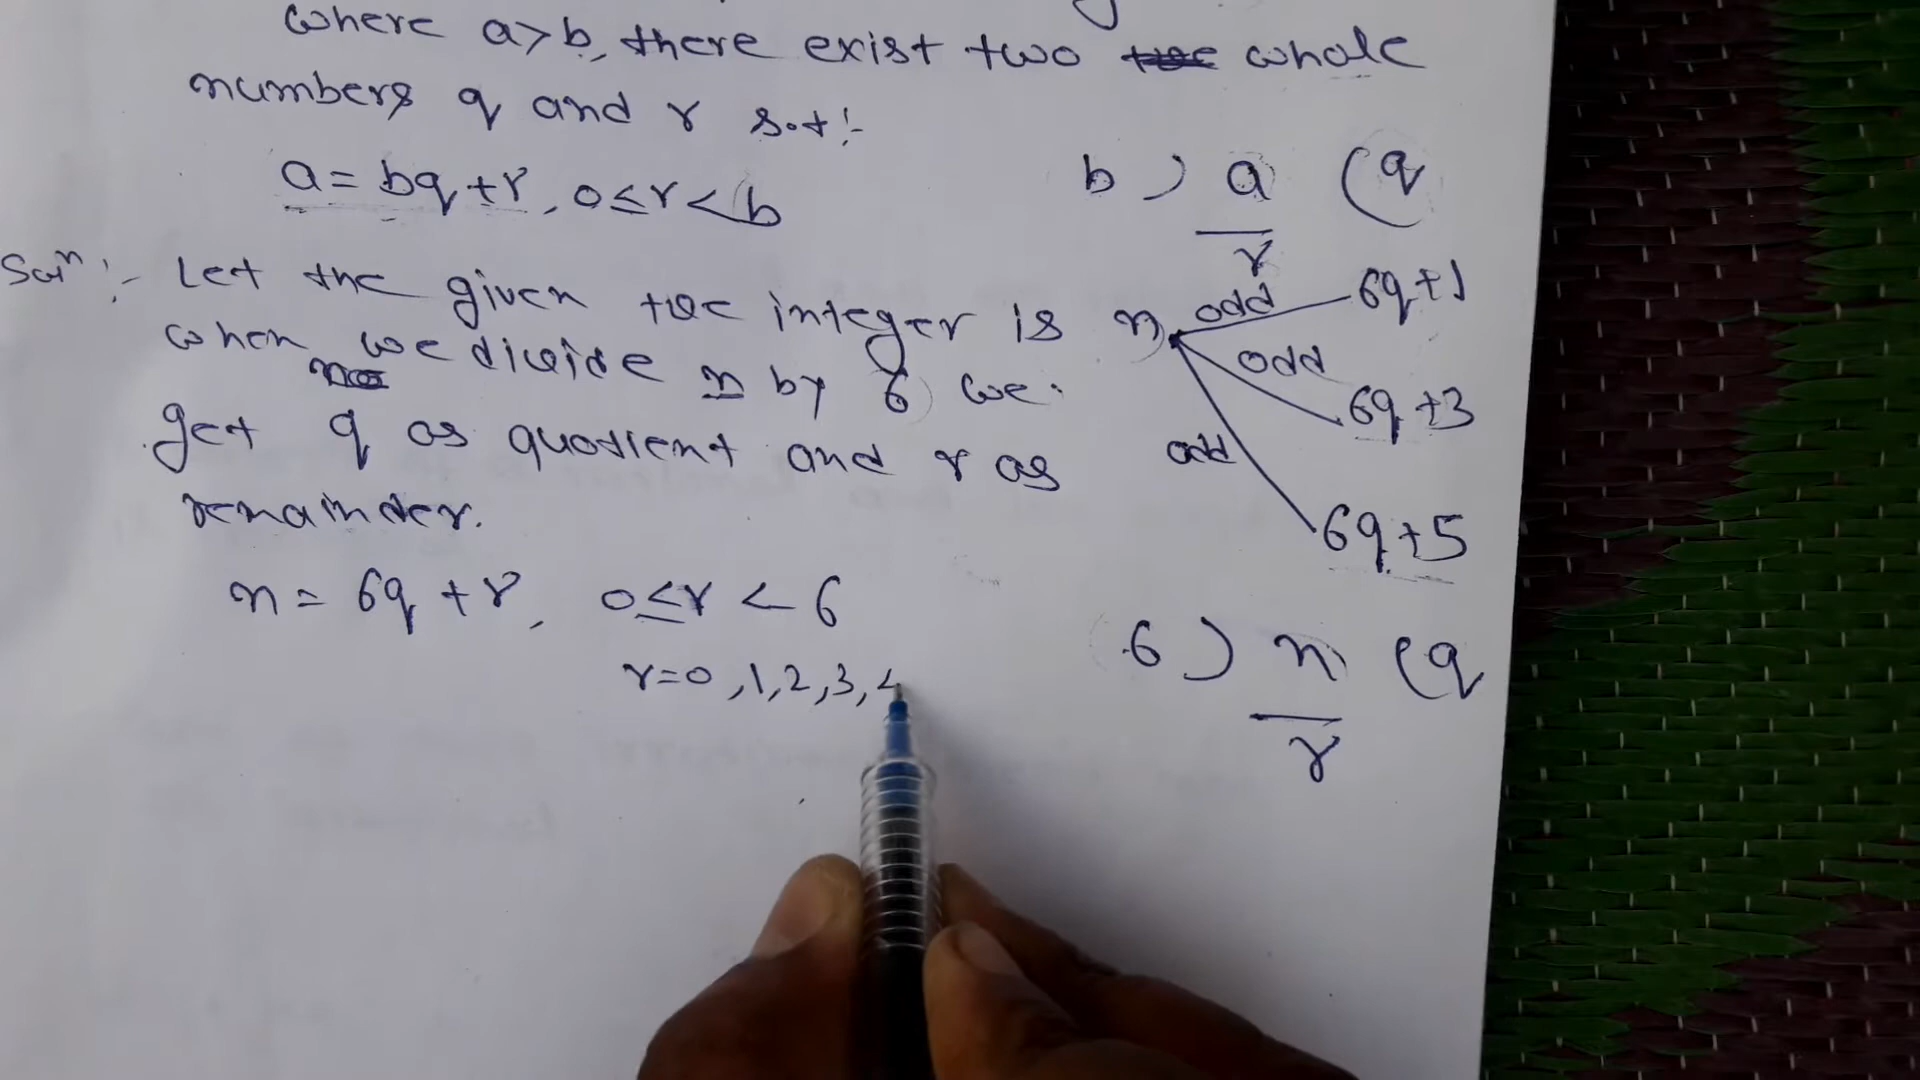 where a>b, there exist two whole
numbers q and r s.t:-
a = bq+r, 0≤r<b
b ) a ( q
r
Soln :- Let the given +ve integer is n
when we divide n by 6 we
get q as quotient and r as
remainder.
odd 6q+1
odd 6q+3
odd 6q+5
n = 6q + r, 0≤r < 6
r=0,1,2,3,4
6 ) n ( q
r